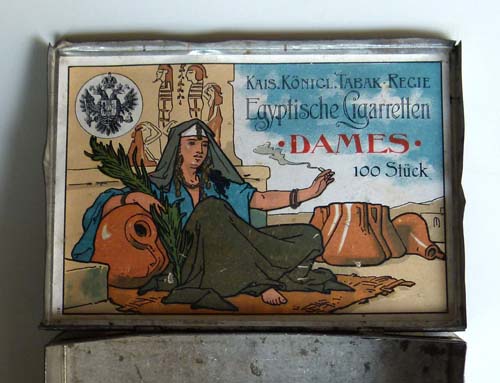 KAIS. KÖNIGL. TABAK-REGIE
Egyptische Cigarretten
·DAMES·
100 Stück